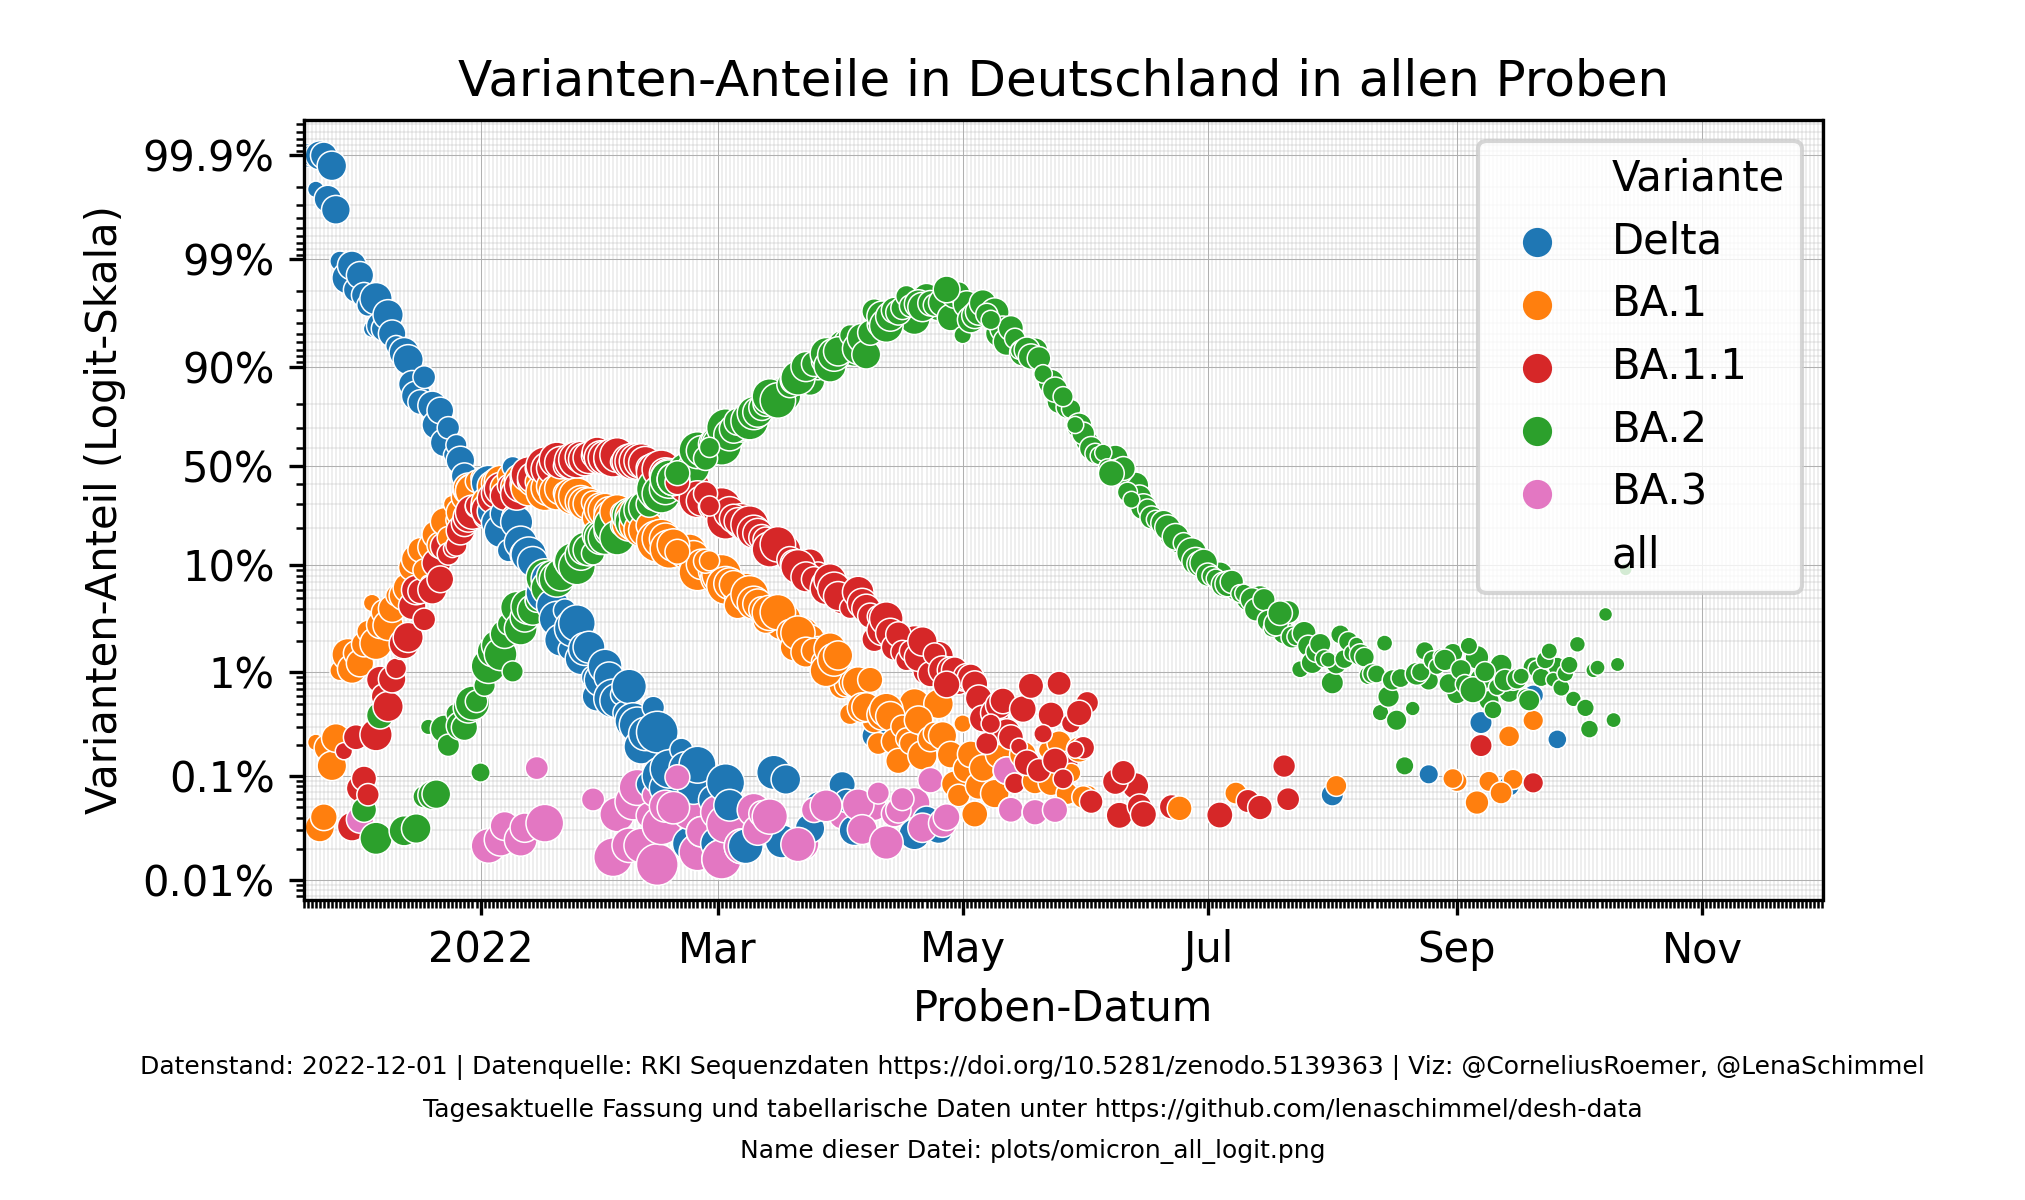 Varianten-Anteile in Deutschland in allen Proben
Varianten-Anteil (Logit-Skala)
99.9%
99%
90%
50%
10%
1%
0.1%
0.01%
Variante
Delta
BA.1
BA.1.1
BA.2
BA.3
all
2022 Mar May Jul Sep Nov
Proben-Datum
Datenstand: 2022-12-01 | Datenquelle: RKI Sequenzdaten https://doi.org/10.5281/zenodo.5139363 | Viz: @CorneliusRoemer, @LenaSchimmel
Tagesaktuelle Fassung und tabellarische Daten unter https://github.com/lenaschimmel/desh-data
Name dieser Datei: plots/omicron_all_logit.png